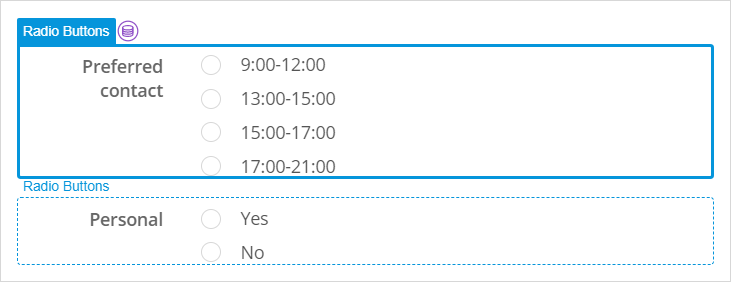 Radio Buttons
Preferred
contact
9:00-12:00
13:00-15:00
15:00-17:00
17:00-21:00
Radio Buttons
Personal
Yes
No